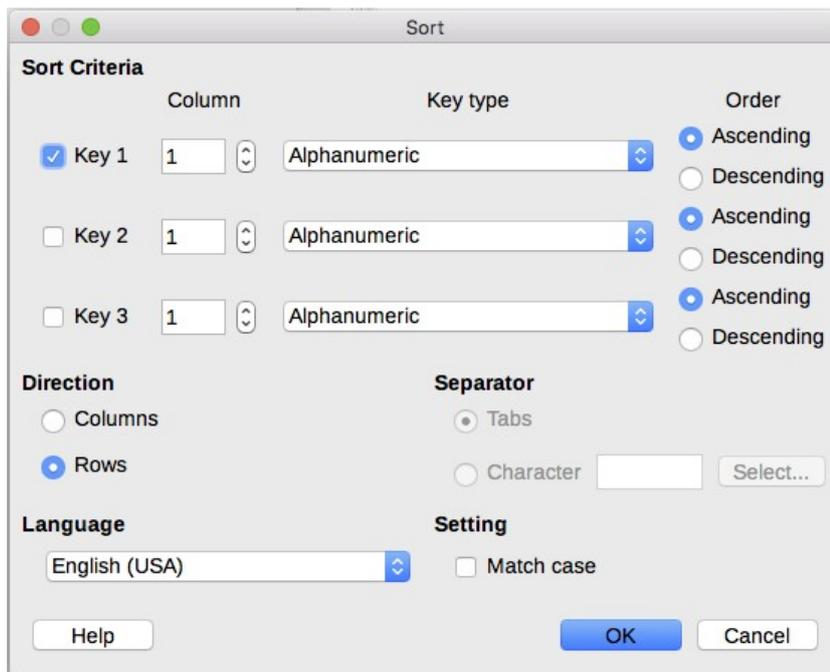 Sort
Sort Criteria
Column Key type Order
Key 1 1 Alphanumeric Ascending
Descending
Key 2 1 Alphanumeric Ascending
Descending
Key 3 1 Alphanumeric Ascending
Descending
Direction Separator
Columns Tabs
Rows Character Select...
Language Setting
English (USA) Match case
Help OK Cancel